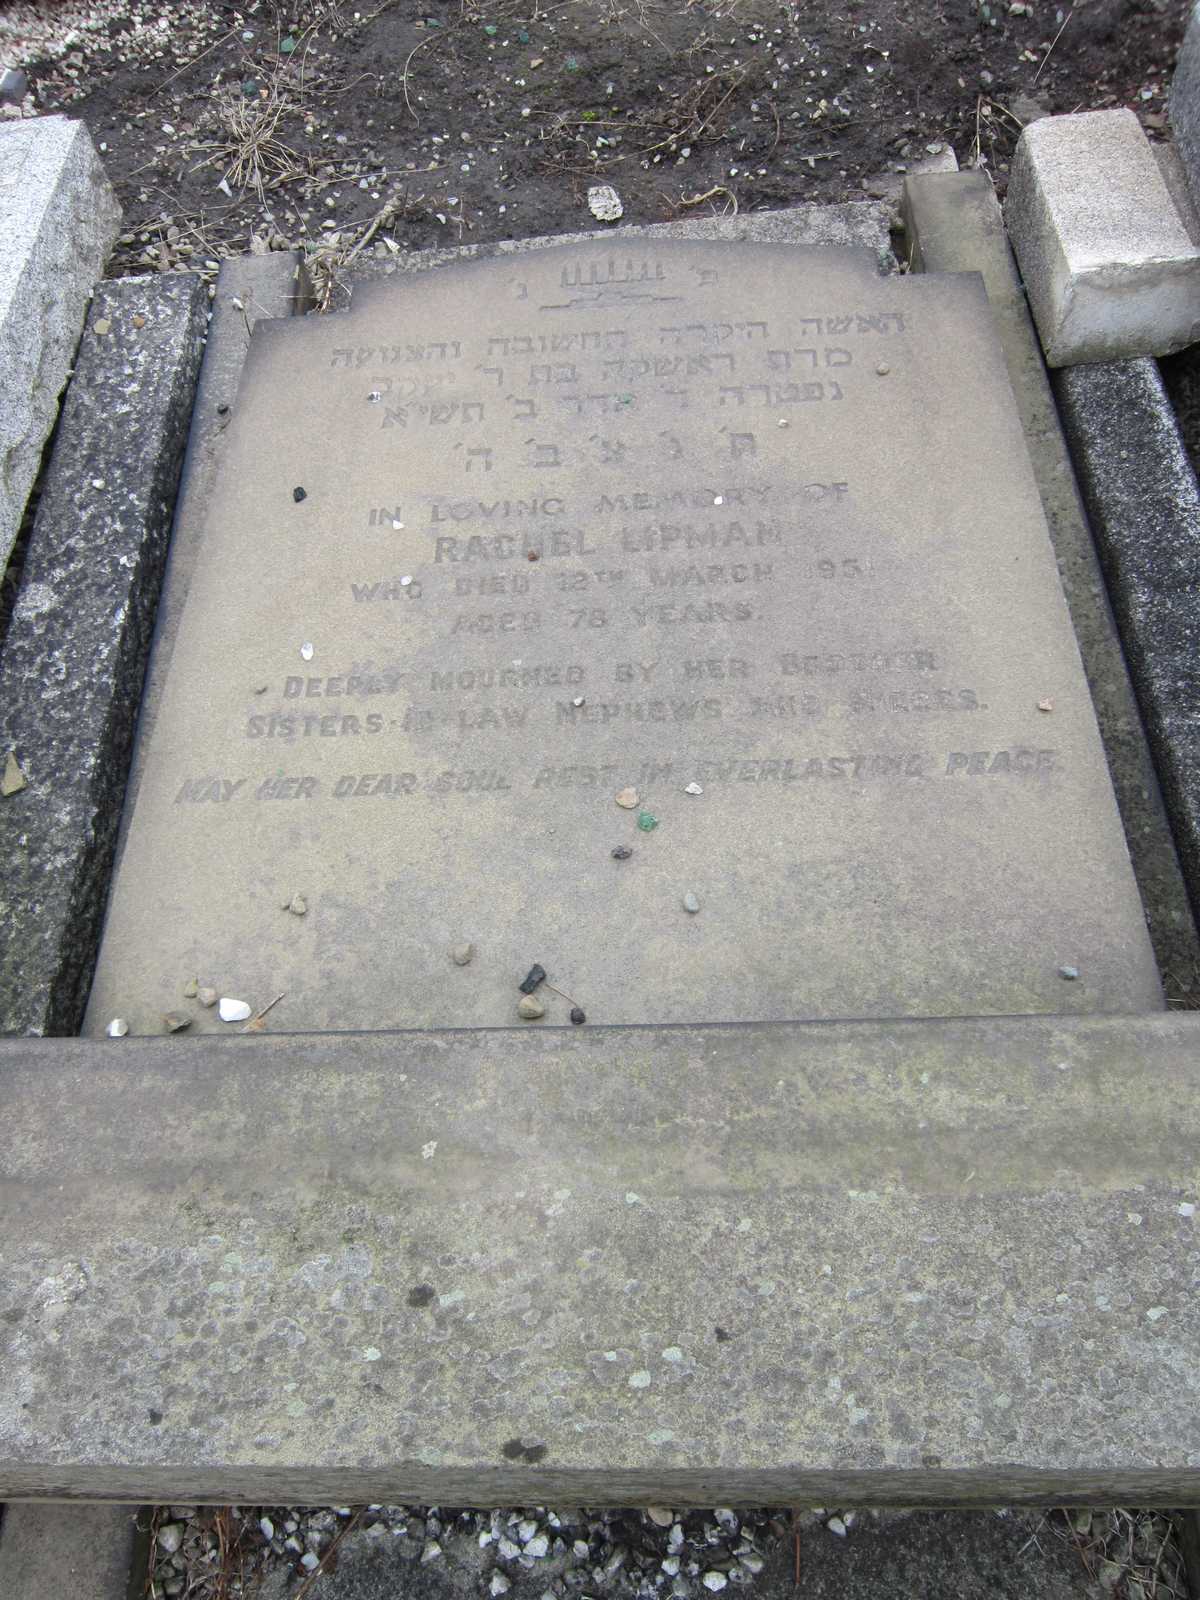 פ׳ נ׳
האשה היקרה החשובה והצנועה
מרת ראשקה בת ר׳ יעקב
נפטרה ד׳ אדר ב׳ תשי״א
ת׳ נ׳ צ׳ ב׳ ה׳
IN LOVING MEMORY OF
RACHEL LIPMAN
WHO DIED 12TH MARCH 1951
AGED 78 YEARS.
DEEPLY MOURNED BY HER BROTHER
SISTERS-IN-LAW NEPHEWS AND NIECES.
MAY HER DEAR SOUL REST IN EVERLASTING PEACE.